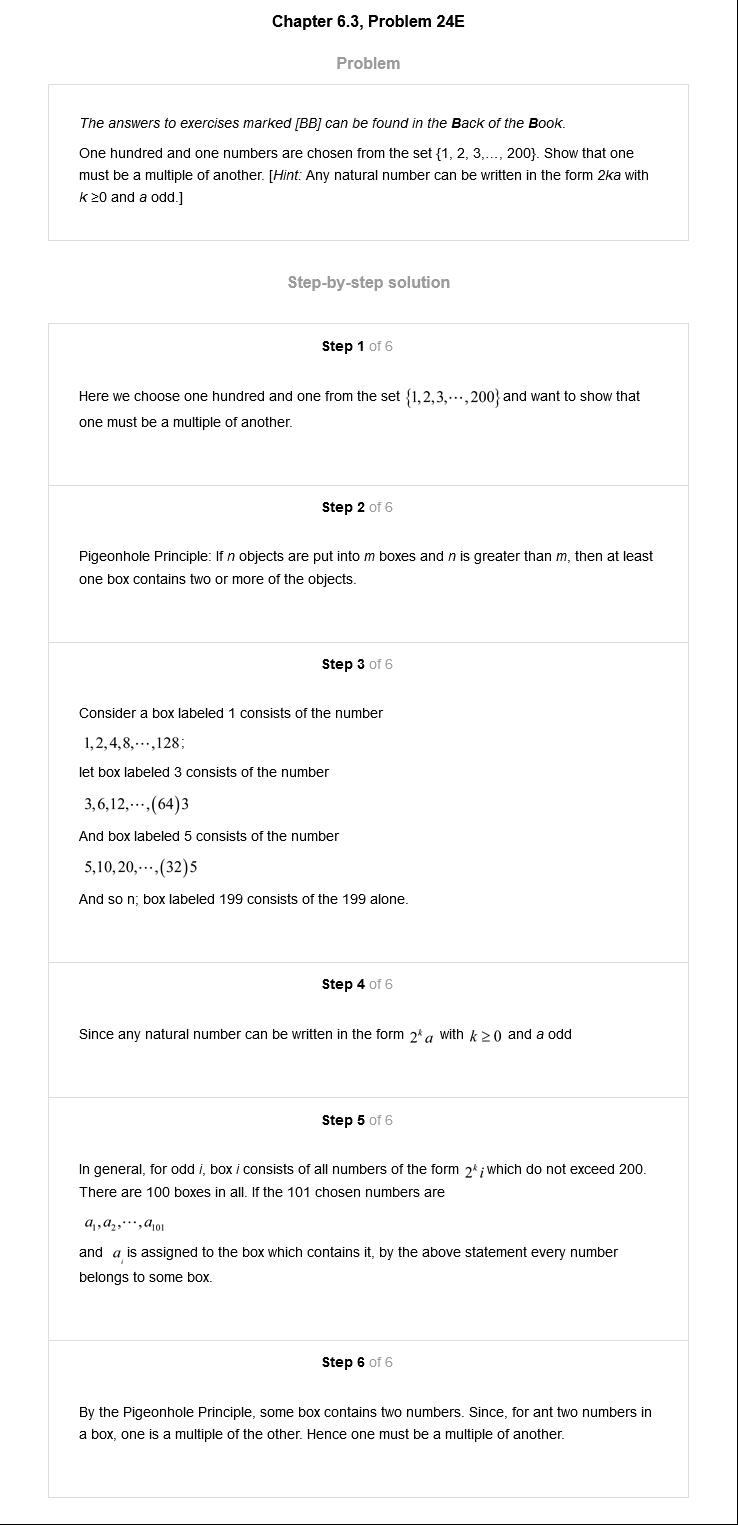 Chapter 6.3, Problem 24E
Problem
The answers to exercises marked [BB] can be found in the Back of the Book.
One hundred and one numbers are chosen from the set {1, 2, 3,…, 200}. Show that one
must be a multiple of another. [Hint: Any natural number can be written in the form 2ka with
k ≥0 and a odd.]
Step-by-step solution
Step 1 of 6
Here we choose one hundred and one from the set {1,2,3,⋯,200} and want to show that
one must be a multiple of another.
Step 2 of 6
Pigeonhole Principle: If n objects are put into m boxes and n is greater than m, then at least
one box contains two or more of the objects.
Step 3 of 6
Consider a box labeled 1 consists of the number
1,2,4,8,⋯,128;
let box labeled 3 consists of the number
3,6,12,⋯,(64)3
And box labeled 5 consists of the number
5,10,20,⋯,(32)5
And so n; box labeled 199 consists of the 199 alone.
Step 4 of 6
Since any natural number can be written in the form 2ᵏa with k ≥ 0 and a odd
Step 5 of 6
In general, for odd i, box i consists of all numbers of the form 2ᵏi which do not exceed 200.
There are 100 boxes in all. If the 101 chosen numbers are
a₁,a₂,⋯,a₁₀₁
and aᵢ is assigned to the box which contains it, by the above statement every number
belongs to some box.
Step 6 of 6
By the Pigeonhole Principle, some box contains two numbers. Since, for ant two numbers in
a box, one is a multiple of the other. Hence one must be a multiple of another.